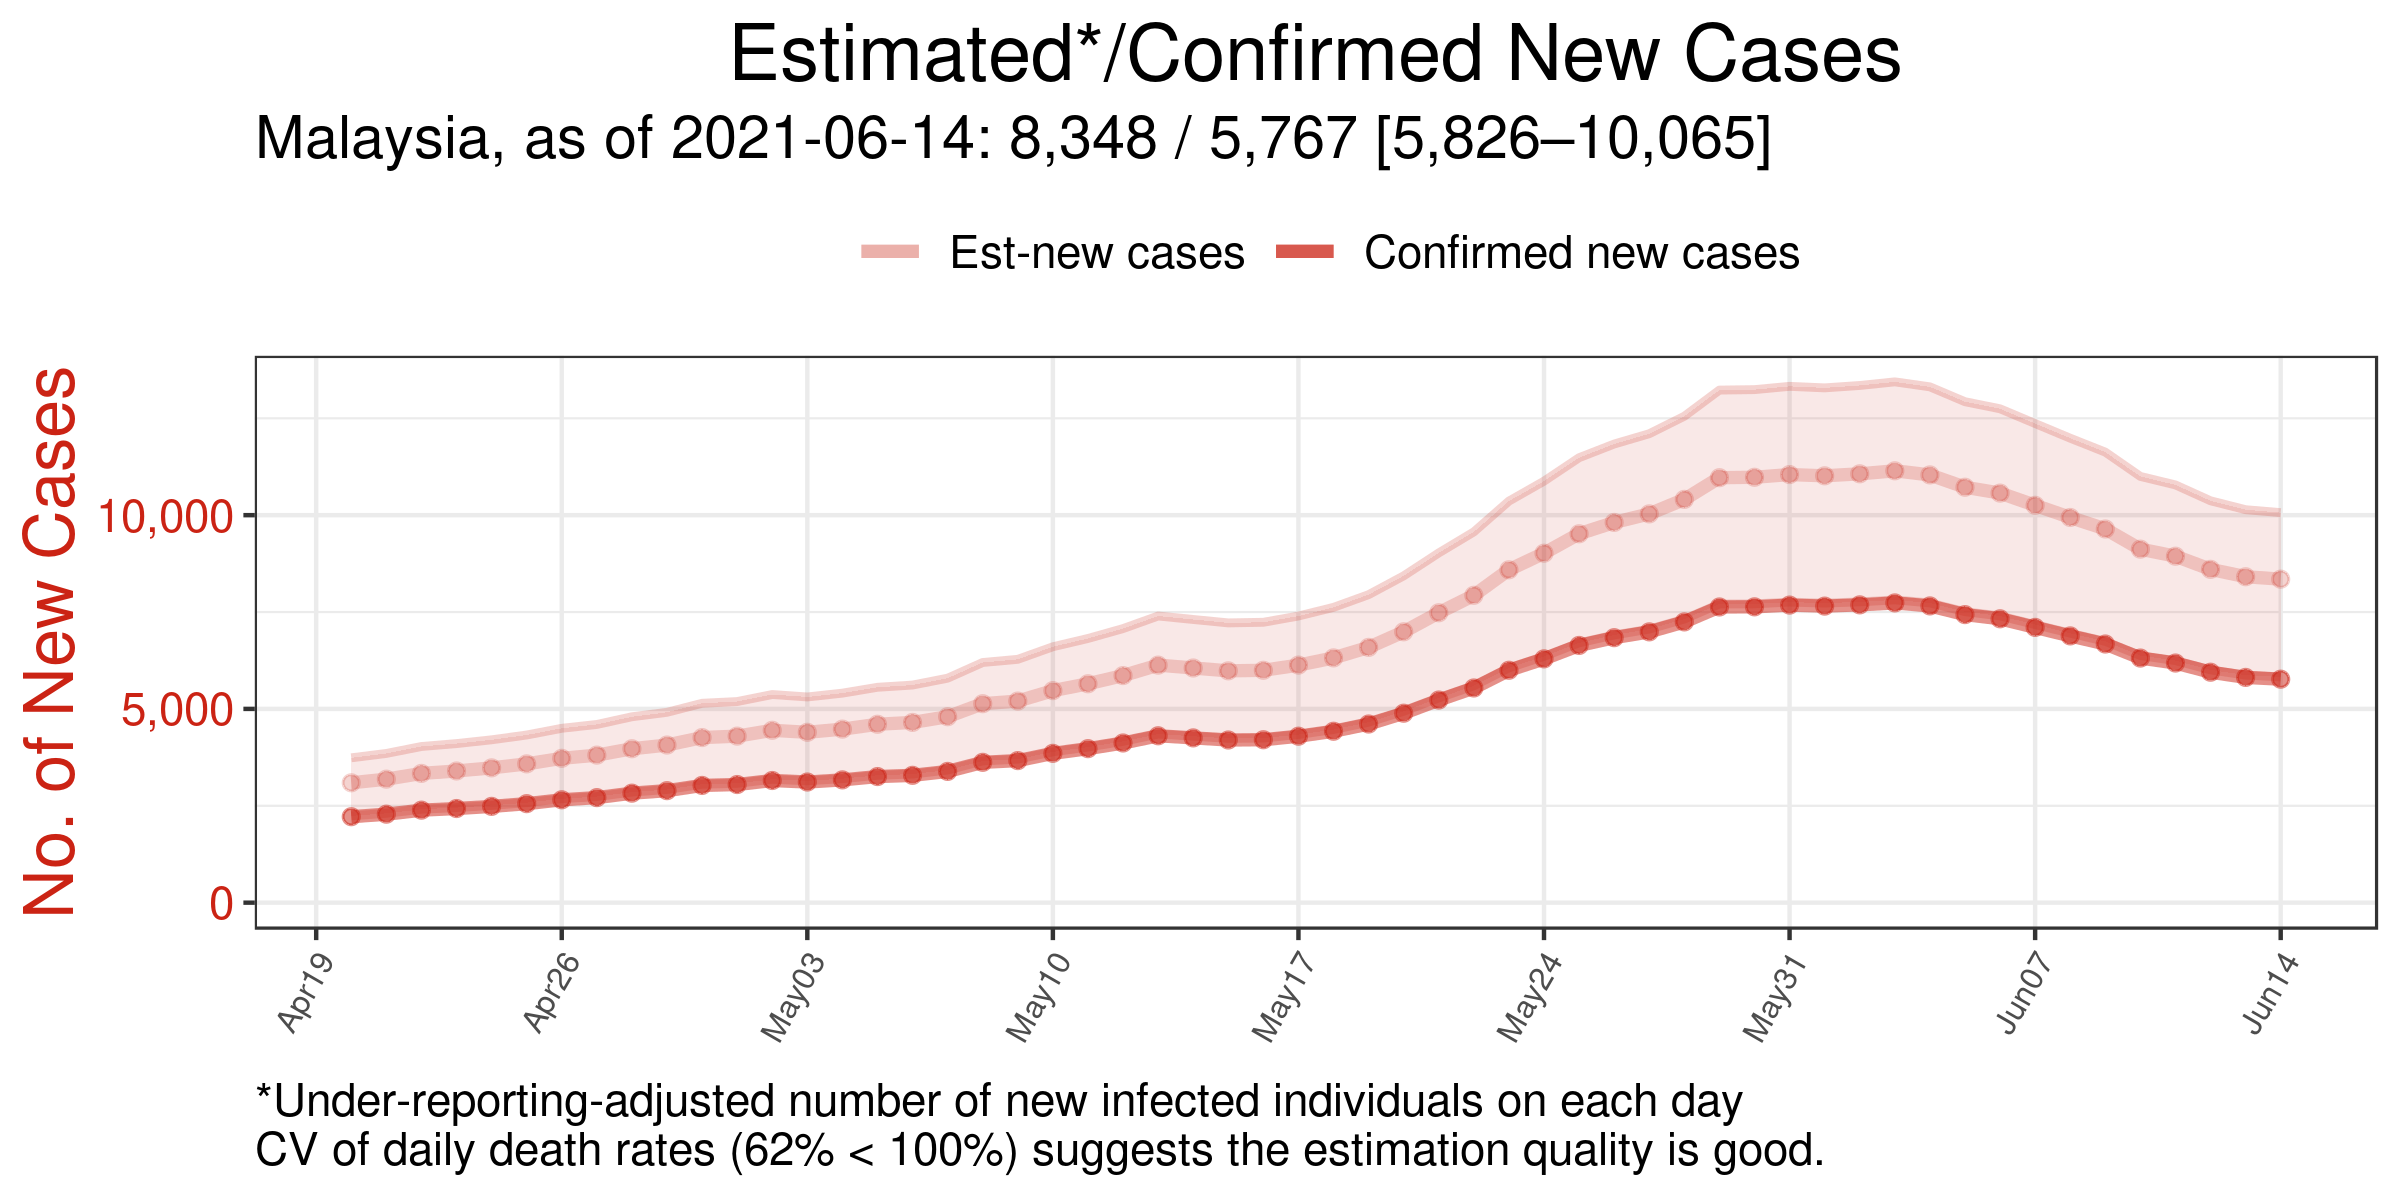 Estimated*/Confirmed New Cases
Malaysia, as of 2021-06-14: 8,348 / 5,767 [5,826–10,065]
Est-new cases
Confirmed new cases
No. of New Cases
10,000
5,000
0
Apr19
Apr26
May03
May10
May17
May24
May31
Jun07
Jun14
*Under-reporting-adjusted number of new infected individuals on each day
CV of daily death rates (62% < 100%) suggests the estimation quality is good.